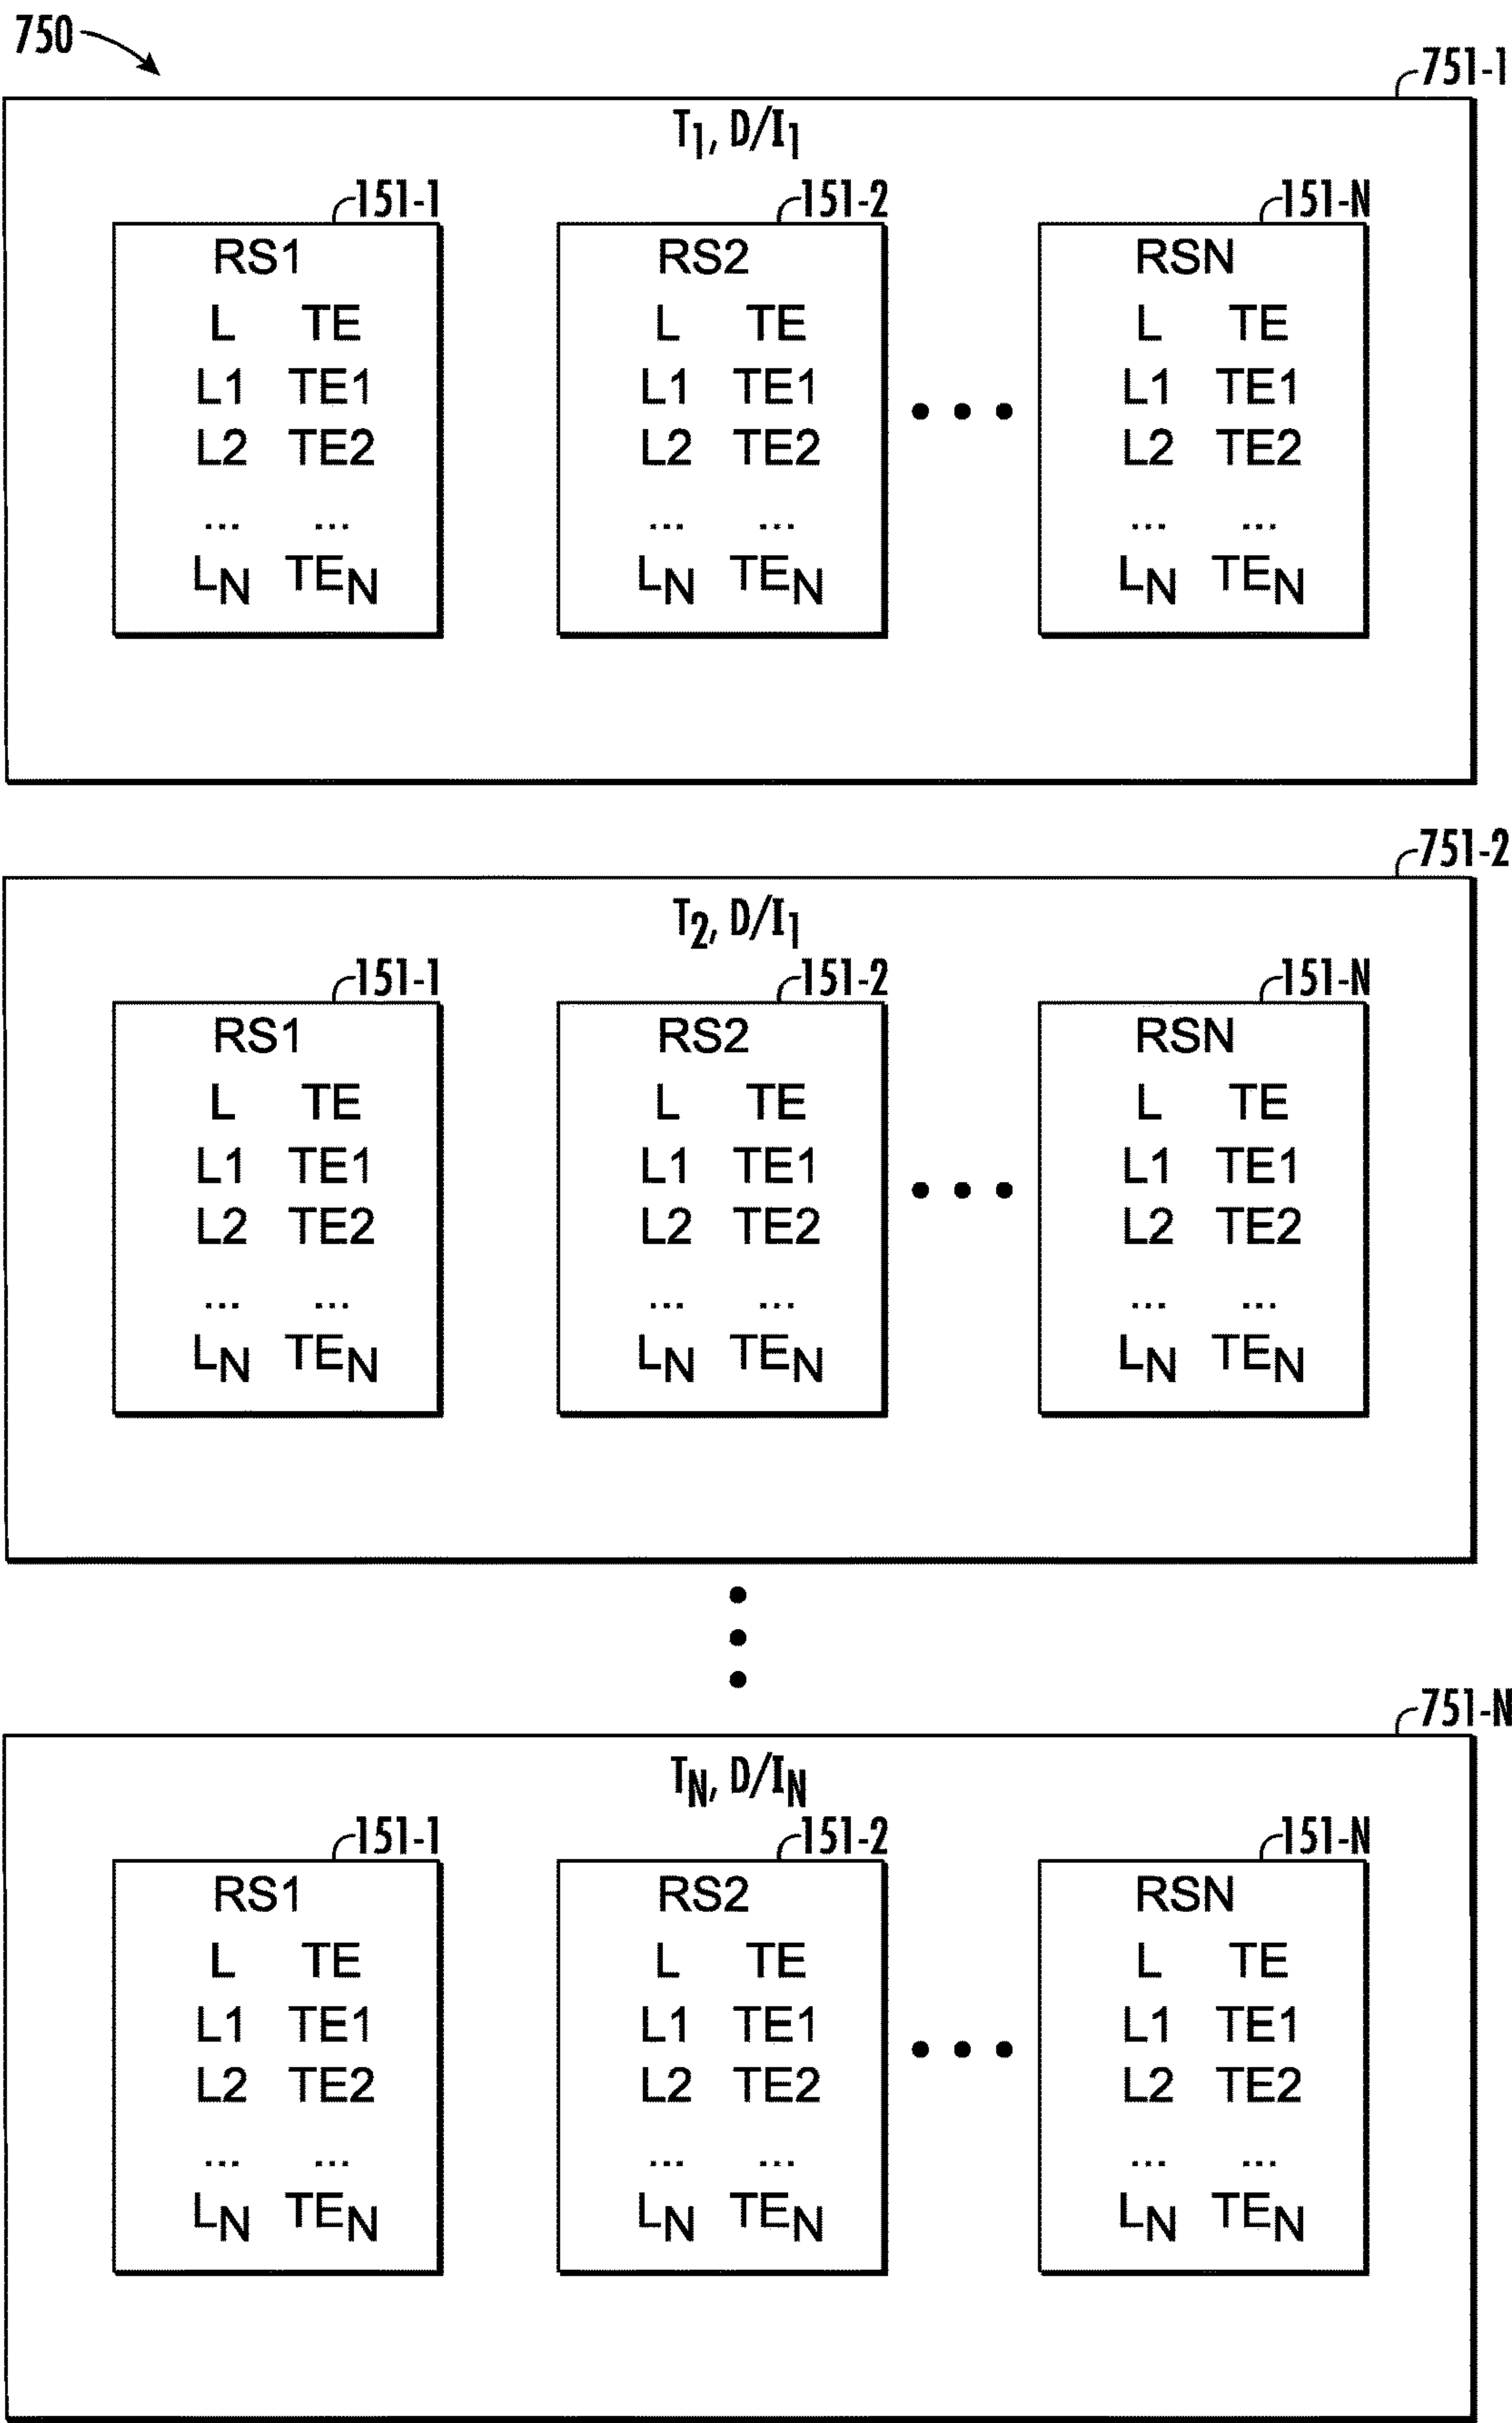 750
751-1
T1, D/I1
151-1 151-2 151-N
RS1 RS2 RSN
L TE L TE L TE
L1 TE1 L1 TE1 L1 TE1
L2 TE2 L2 TE2 L2 TE2
... ... ... ... ... ...
LN TEN LN TEN LN TEN
751-2
T2, D/I1
151-1 151-2 151-N
RS1 RS2 RSN
L TE L TE L TE
L1 TE1 L1 TE1 L1 TE1
L2 TE2 L2 TE2 L2 TE2
... ... ... ... ... ...
LN TEN LN TEN LN TEN
751-N
TN, D/IN
151-1 151-2 151-N
RS1 RS2 RSN
L TE L TE L TE
L1 TE1 L1 TE1 L1 TE1
L2 TE2 L2 TE2 L2 TE2
... ... ... ... ... ...
LN TEN LN TEN LN TEN